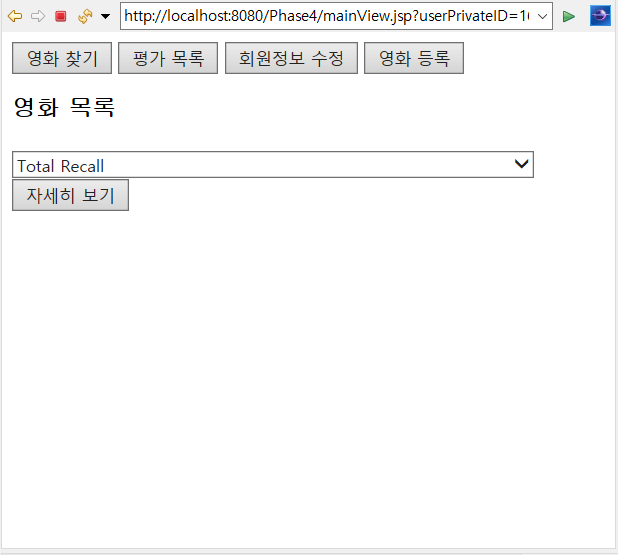 http://localhost:8080/Phase4/mainView.jsp?userPrivateID=16
영화 찾기 평가 목록 회원정보 수정 영화 등록
영화 목록
Total Recall
자세히 보기